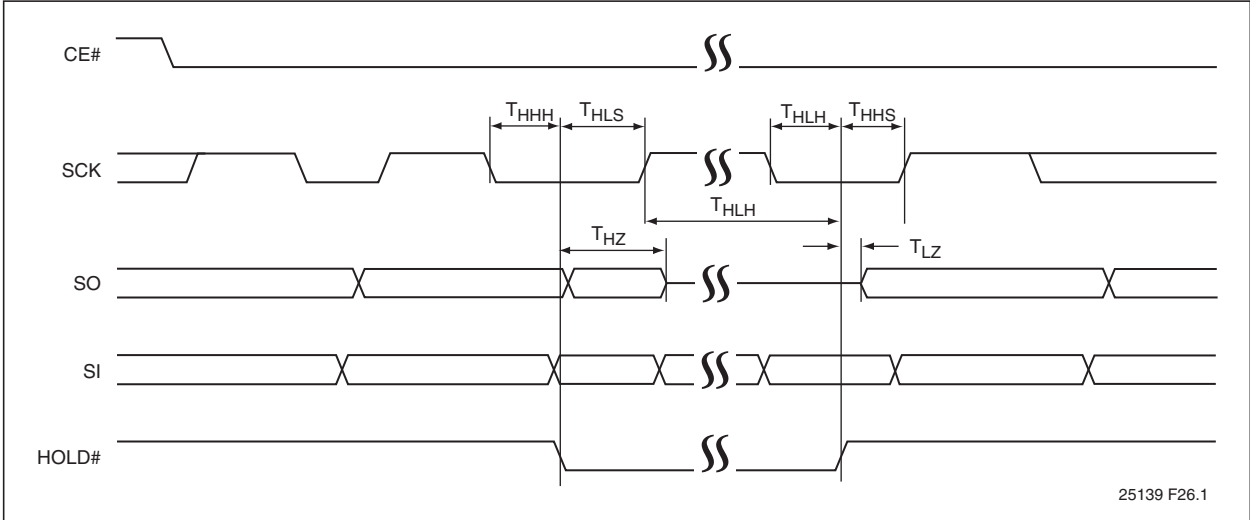 CE#
THHH THLS THLH THHS
SCK
THLH
THZ TLZ
SO
SI
HOLD#
25139 F26.1